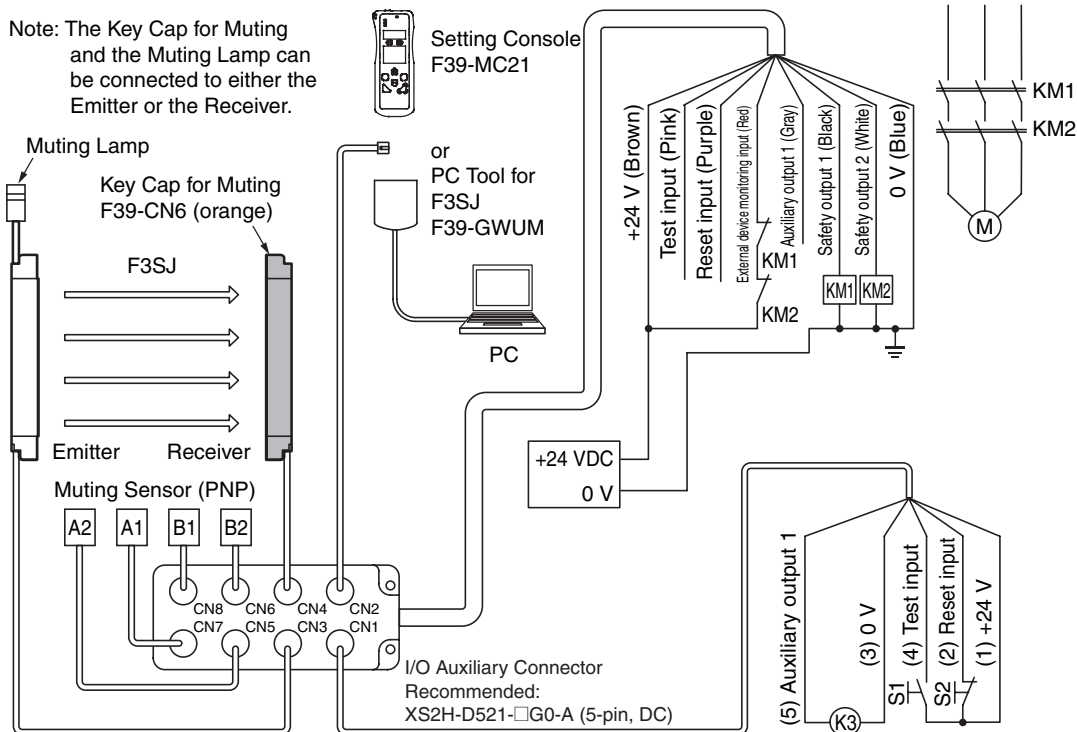 Note: The Key Cap for Muting
and the Muting Lamp can
be connected to either the
Emitter or the Receiver.
Setting Console
F39-MC21
or
PC Tool for
F3SJ
F39-GWUM
PC
Muting Lamp
Key Cap for Muting
F39-CN6 (orange)
F3SJ
Emitter
Receiver
Muting Sensor (PNP)
A2
A1
B1
B2
CN8
CN6
CN4
CN2
CN7
CN5
CN3
CN1
I/O Auxiliary Connector
Recommended:
XS2H-D521-□G0-A (5-pin, DC)
+24 V (Brown)
Test input (Pink)
Reset input (Purple)
External device monitoring input (Red)
Auxiliary output 1 (Gray)
Safety output 1 (Black)
Safety output 2 (White)
0 V (Blue)
KM1
KM2
KM1
KM2
KM1
KM2
M
+24 VDC
0 V
(5) Auxiliary output 1
(3) 0 V
(4) Test input
(2) Reset input
(1) +24 V
S1
S2
K3